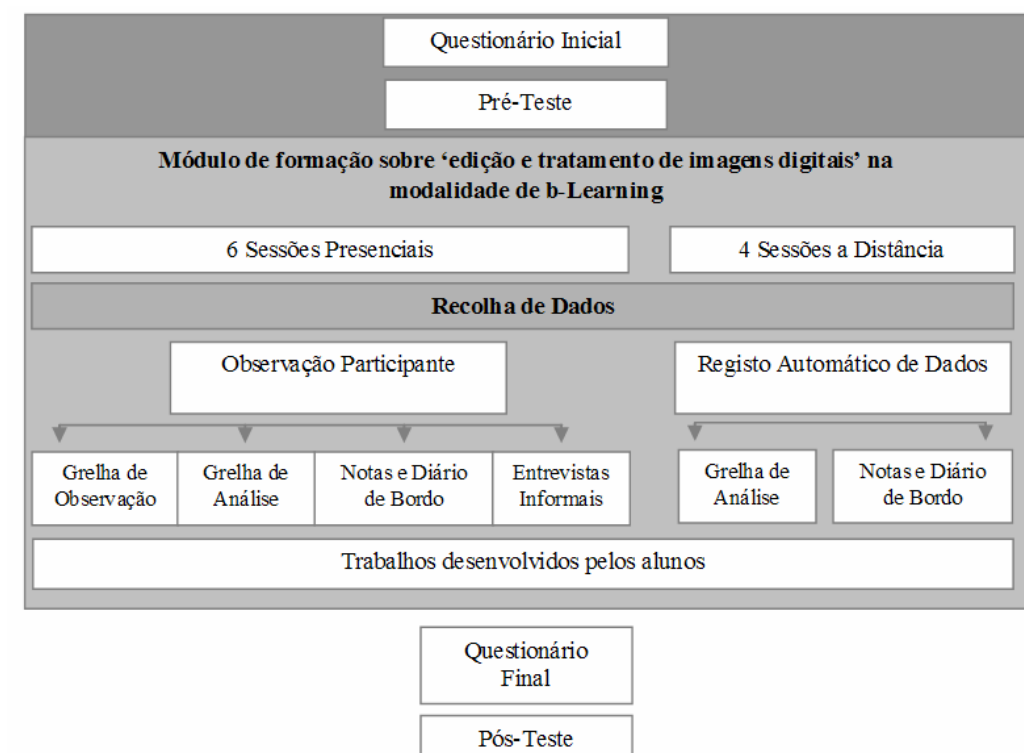 Questionário Inicial
Pré-Teste
Módulo de formação sobre ‘edição e tratamento de imagens digitais’ na
modalidade de b-Learning
6 Sessões Presenciais
4 Sessões a Distância
Recolha de Dados
Observação Participante
Registo Automático de Dados
Grelha de
Observação
Grelha de
Análise
Notas e Diário
de Bordo
Entrevistas
Informais
Grelha de
Análise
Notas e Diário
de Bordo
Trabalhos desenvolvidos pelos alunos
Questionário
Final
Pós-Teste